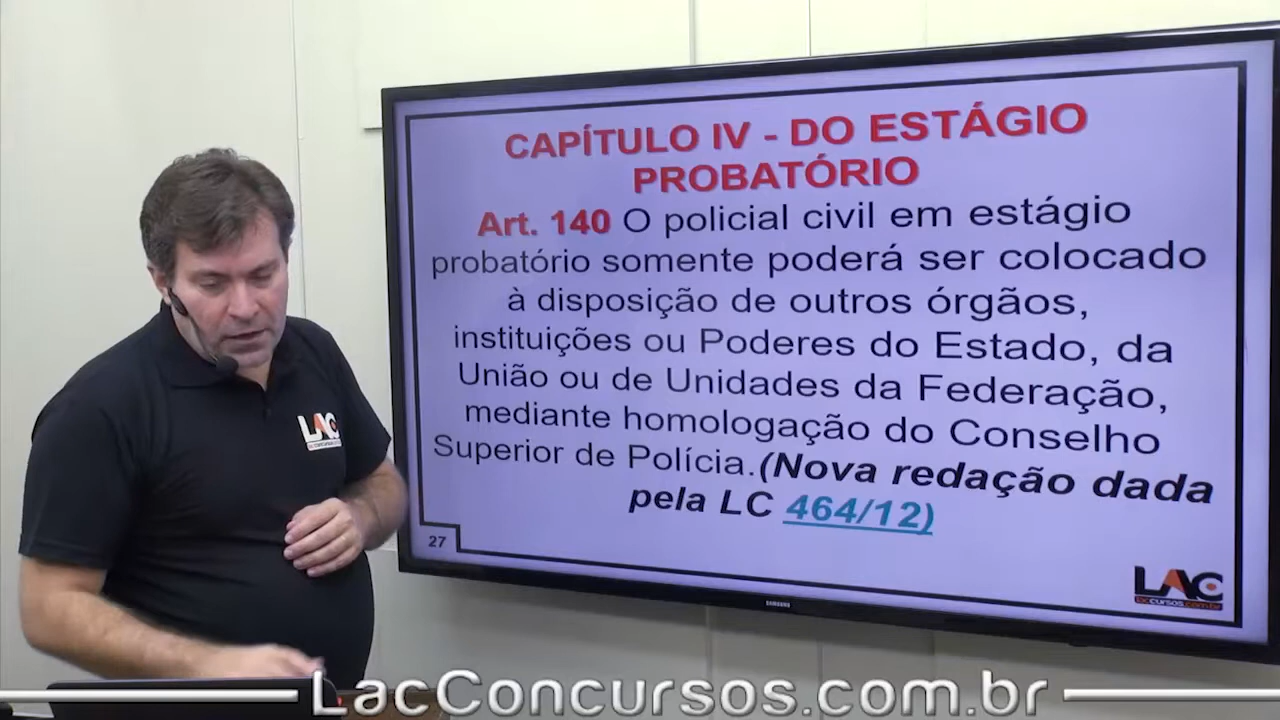 CAPÍTULO IV - DO ESTÁGIO
PROBATÓRIO
Art. 140 O policial civil em estágio
probatório somente poderá ser colocado
à disposição de outros órgãos,
instituições ou Poderes do Estado, da
União ou de Unidades da Federação,
mediante homologação do Conselho
Superior de Polícia.(Nova redação dada
pela LC 464/12)
27
LAC
laccursos.com.br
SAMSUNG
LAC
LacConcursos.com.br